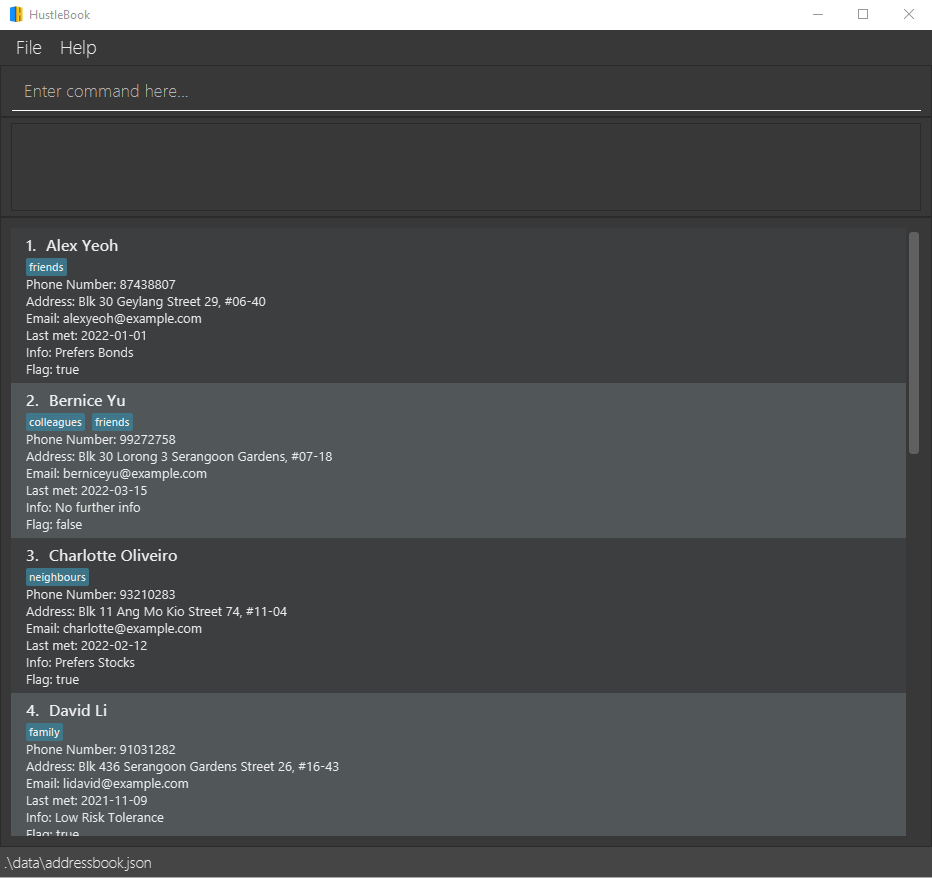 HustleBook
File Help
Enter command here...
1. Alex Yeoh
friends
Phone Number: 87438807
Address: Blk 30 Geylang Street 29, #06-40
Email: alexyeoh@example.com
Last met: 2022-01-01
Info: Prefers Bonds
Flag: true
2. Bernice Yu
colleagues friends
Phone Number: 99272758
Address: Blk 30 Lorong 3 Serangoon Gardens, #07-18
Email: berniceyu@example.com
Last met: 2022-03-15
Info: No further info
Flag: false
3. Charlotte Oliveiro
neighbours
Phone Number: 93210283
Address: Blk 11 Ang Mo Kio Street 74, #11-04
Email: charlotte@example.com
Last met: 2022-02-12
Info: Prefers Stocks
Flag: true
4. David Li
family
Phone Number: 91031282
Address: Blk 436 Serangoon Gardens Street 26, #16-43
Email: lidavid@example.com
Last met: 2021-11-09
Info: Low Risk Tolerance
Flag: true
.\data\addressbook.json